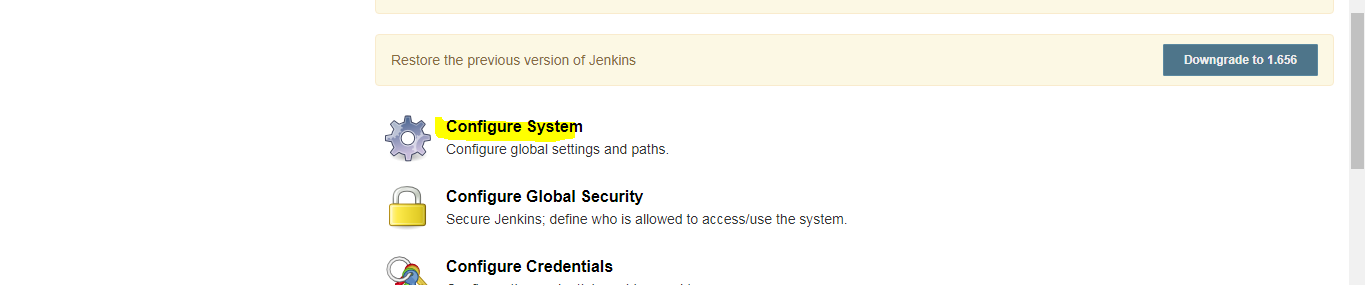 Restore the previous version of Jenkins
Downgrade to 1.656
Configure System
Configure global settings and paths.
Configure Global Security
Secure Jenkins; define who is allowed to access/use the system.
Configure Credentials